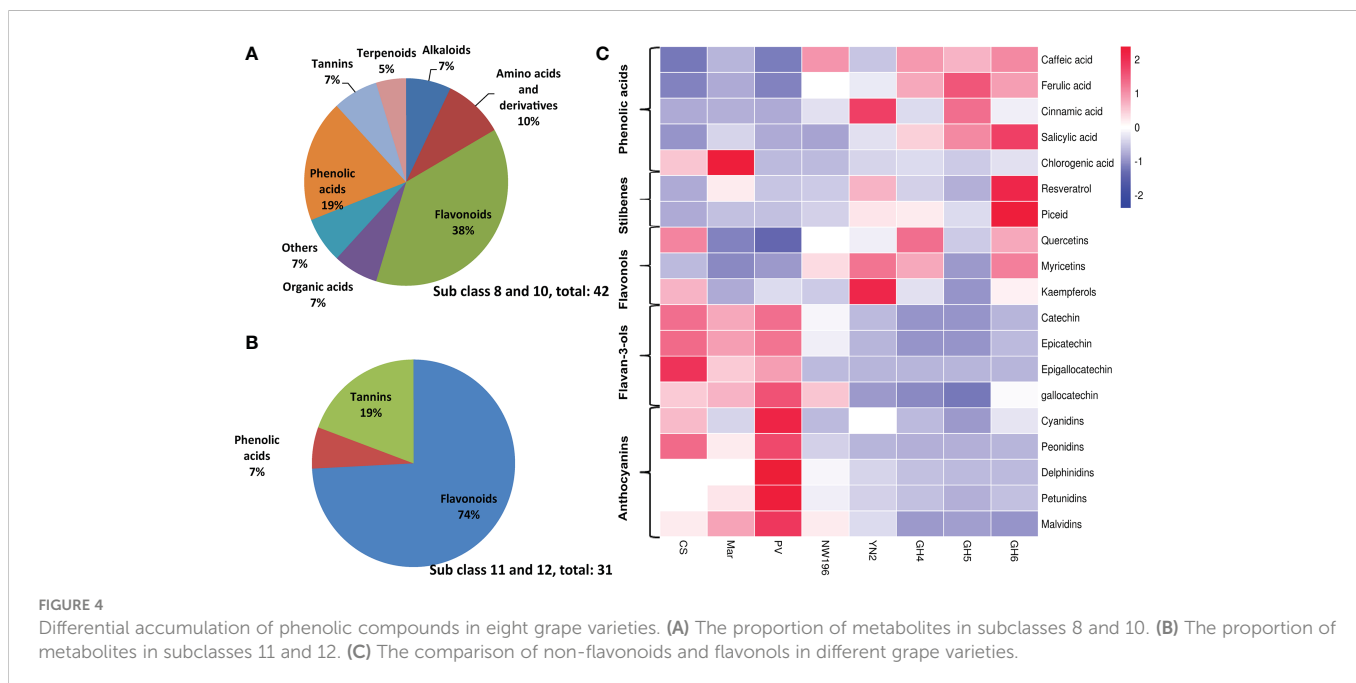 A
Terpenoids
5%
Alkaloids
7%
Tannins
7%
Amino acids
and
derivatives
10%
Phenolic
acids
19%
Flavonoids
38%
Others
7%
Organic acids
7%
Sub class 8 and 10, total: 42
B
Tannins
19%
Phenolic
acids
7%
Flavonoids
74%
Sub class 11 and 12, total: 31
C
Phenolic acids
Stilbenes
Flavonols
Flavan-3-ols
Anthocyanins
Caffeic acid
Ferulic acid
Cinnamic acid
Salicylic acid
Chlorogenic acid
Resveratrol
Piceid
Quercetins
Myricetins
Kaempferols
Catechin
Epicatechin
Epigallocatechin
gallocatechin
Cyanidins
Peonidins
Delphinidins
Petunidins
Malvidins
CS
Mar
PV
NW196
YN2
GH4
GH5
GH6
2
1
0
-1
-2
FIGURE 4
Differential accumulation of phenolic compounds in eight grape varieties. (A) The proportion of metabolites in subclasses 8 and 10. (B) The proportion of
metabolites in subclasses 11 and 12. (C) The comparison of non-flavonoids and flavonols in different grape varieties.